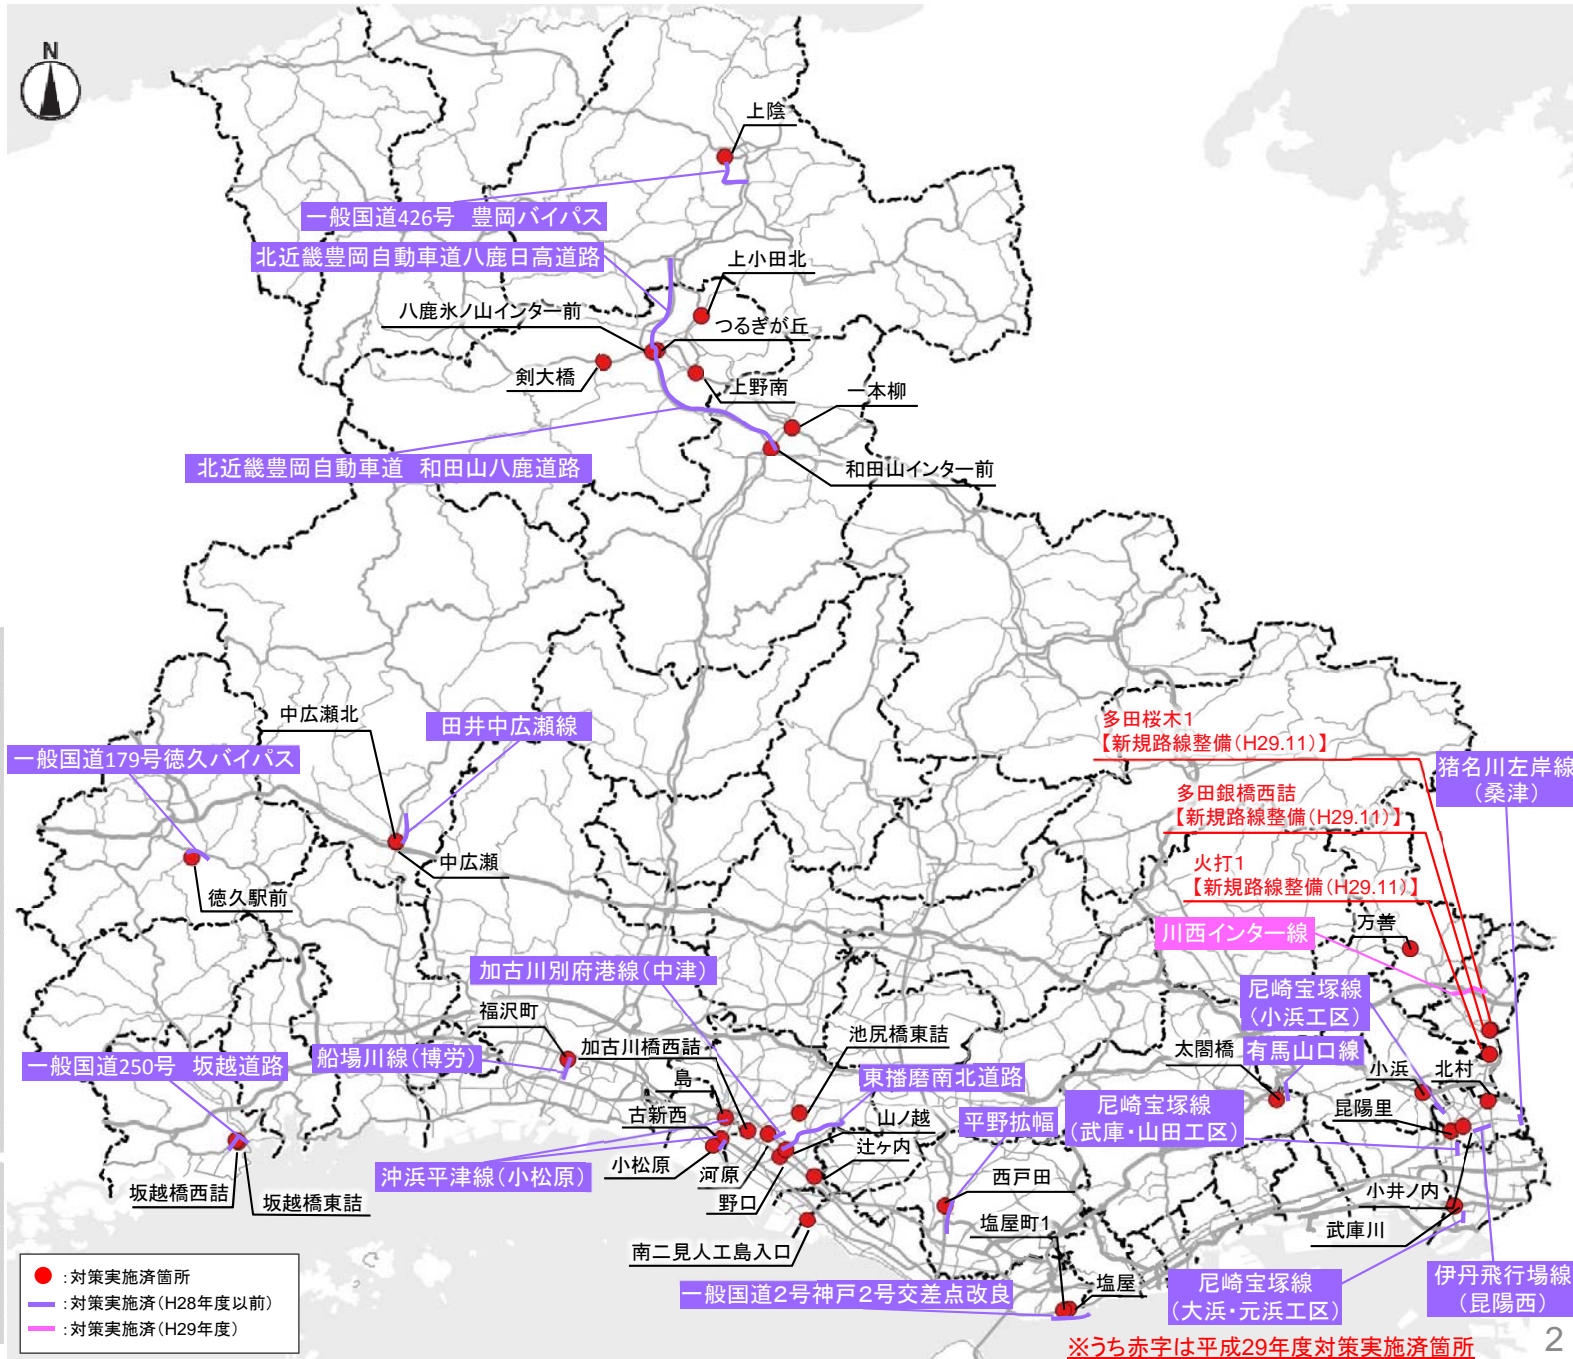 N
上陰
一般国道426号　豊岡バイパス
北近畿豊岡自動車道八鹿日高道路
上小田北
八鹿氷ノ山インター前
つるぎが丘
剣大橋
上野南
一本柳
北近畿豊岡自動車道　和田山八鹿道路
和田山インター前
中広瀬北
田井中広瀬線
多田桜木1
【新規路線整備（H29.11）】
一般国道179号徳久バイパス
猪名川左岸線
（桑津）
多田銀橋西詰
【新規路線整備（H29.11）】
中広瀬
火打1
【新規路線整備（H29.11）】
徳久駅前
万善
川西インター線
加古川別府港線（中津）
尼崎宝塚線
（小浜工区）
福沢町
池尻橋東詰
加古川橋西詰
太閤橋
有馬山口線
船場川線（博労）
一般国道250号　坂越道路
小浜
北村
島
東播磨南北道路
古新西
山ノ越
平野拡幅
尼崎宝塚線
（武庫・山田工区）
昆陽里
辻ヶ内
小松原
河原
沖浜平津線（小松原）
西戸田
小井ノ内
坂越橋西詰
坂越橋東詰
野口
塩屋町1
武庫川
南二見人工島入口
一般国道2号神戸2号交差点改良
塩屋
尼崎宝塚線
（大浜・元浜工区）
伊丹飛行場線
（昆陽西）
：対策実施済箇所
：対策実施済（H28年度以前）
：対策実施済（H29年度）
※うち赤字は平成29年度対策実施済箇所
2